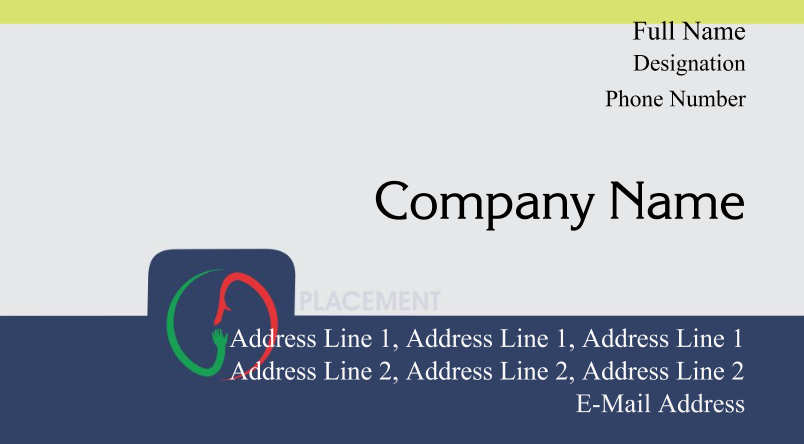 Full Name
Designation
Phone Number
Company Name
PLACEMENT
Address Line 1, Address Line 1, Address Line 1
Address Line 2, Address Line 2, Address Line 2
E-Mail Address